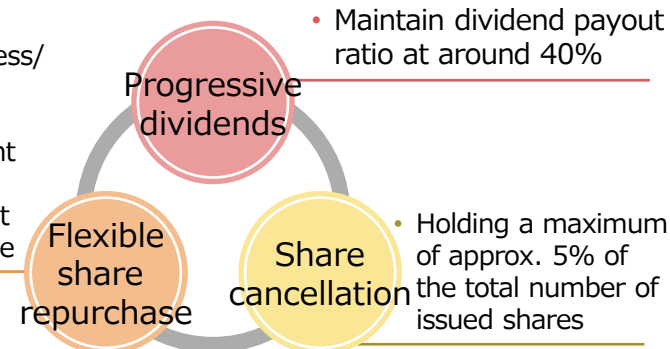 • Maintain dividend payout
ratio at around 40%
Progressive
dividends
Flexible
share
repurchase
Share
cancellation
• Holding a maximum
of approx. 5% of
the total number of
issued shares